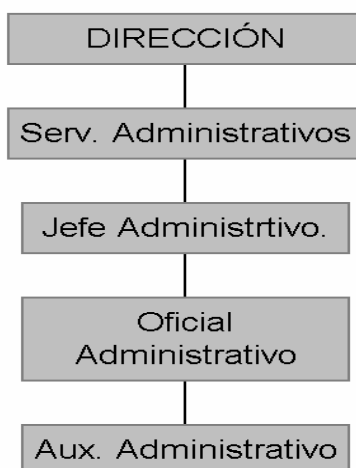 DIRECCIÓN
Serv. Administrativos
Jefe Administrtivo.
Oficial
Administrativo
Aux. Administrativo